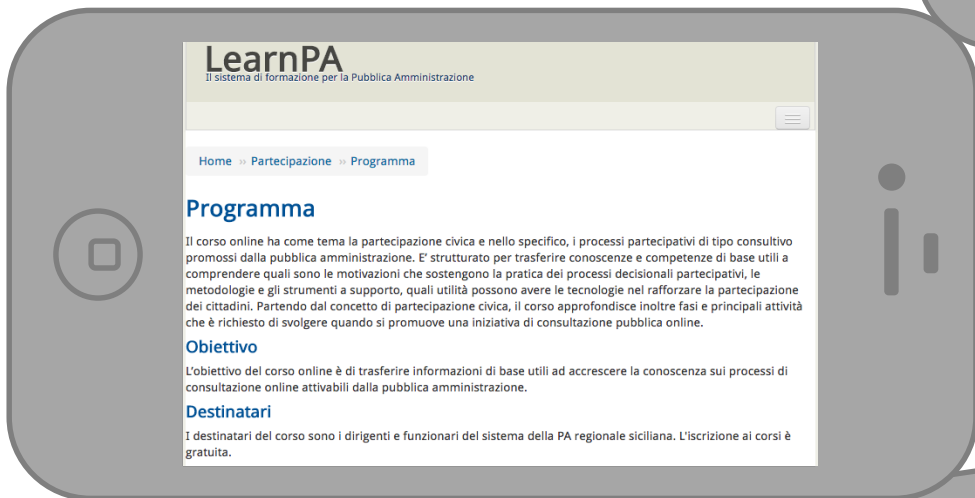 LearnPA
Il sistema di formazione per la Pubblica Amministrazione
Home » Partecipazione » Programma
Programma
Il corso online ha come tema la partecipazione civica e nello specifico, i processi partecipativi di tipo consultivo
promossi dalla pubblica amministrazione. E' strutturato per trasferire conoscenze e competenze di base utili a
comprendere quali sono le motivazioni che sostengono la pratica dei processi decisionali partecipativi, le
metodologie e gli strumenti a supporto, quali utilità possono avere le tecnologie nel rafforzare la partecipazione
dei cittadini. Partendo dal concetto di partecipazione civica, il corso approfondisce inoltre fasi e principali attività
che è richiesto di svolgere quando si promuove una iniziativa di consultazione pubblica online.
Obiettivo
L'obiettivo del corso online è di trasferire informazioni di base utili ad accrescere la conoscenza sui processi di
consultazione online attivabili dalla pubblica amministrazione.
Destinatari
I destinatari del corso sono i dirigenti e funzionari del sistema della PA regionale siciliana. L'iscrizione ai corsi è
gratuita.